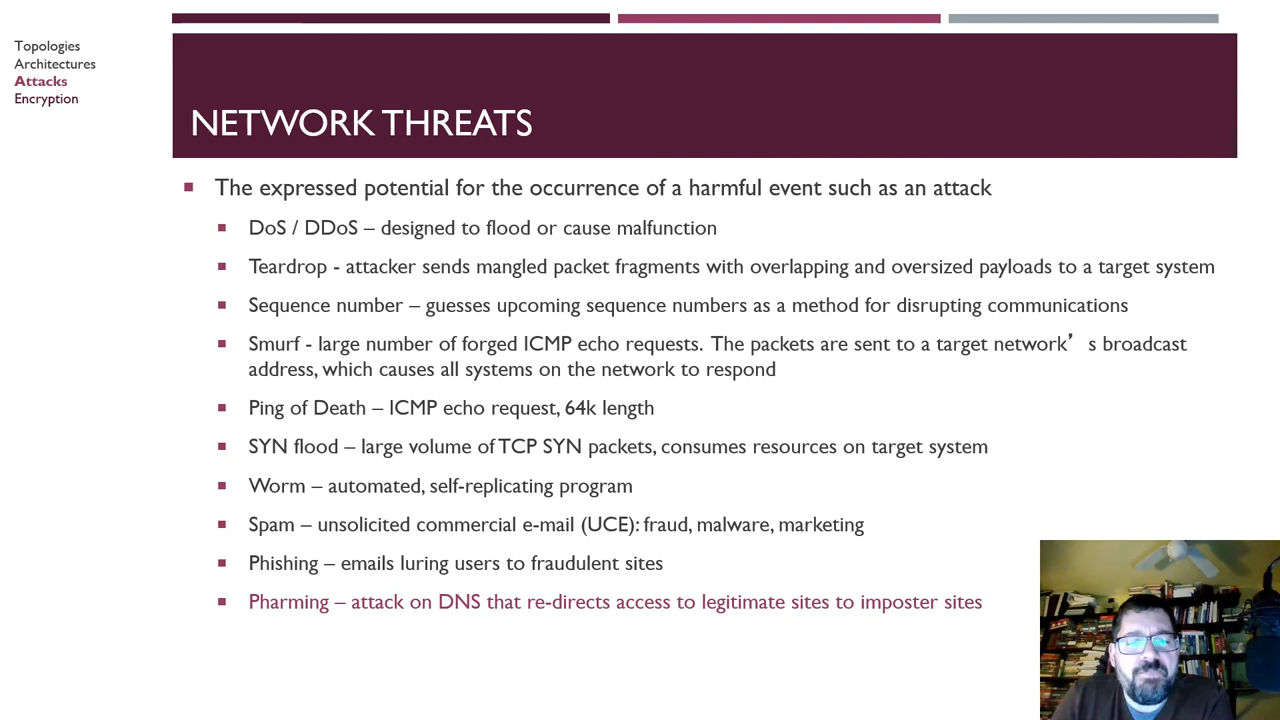 Topologies
Architectures
Attacks
Encryption
NETWORK THREATS
The expressed potential for the occurrence of a harmful event such as an attack
DoS / DDoS – designed to flood or cause malfunction
Teardrop - attacker sends mangled packet fragments with overlapping and oversized payloads to a target system
Sequence number – guesses upcoming sequence numbers as a method for disrupting communications
Smurf - large number of forged ICMP echo requests. The packets are sent to a target network’ s broadcast
address, which causes all systems on the network to respond
Ping of Death – ICMP echo request, 64k length
SYN flood – large volume of TCP SYN packets, consumes resources on target system
Worm – automated, self-replicating program
Spam – unsolicited commercial e-mail (UCE): fraud, malware, marketing
Phishing – emails luring users to fraudulent sites
Pharming – attack on DNS that re-directs access to legitimate sites to imposter sites